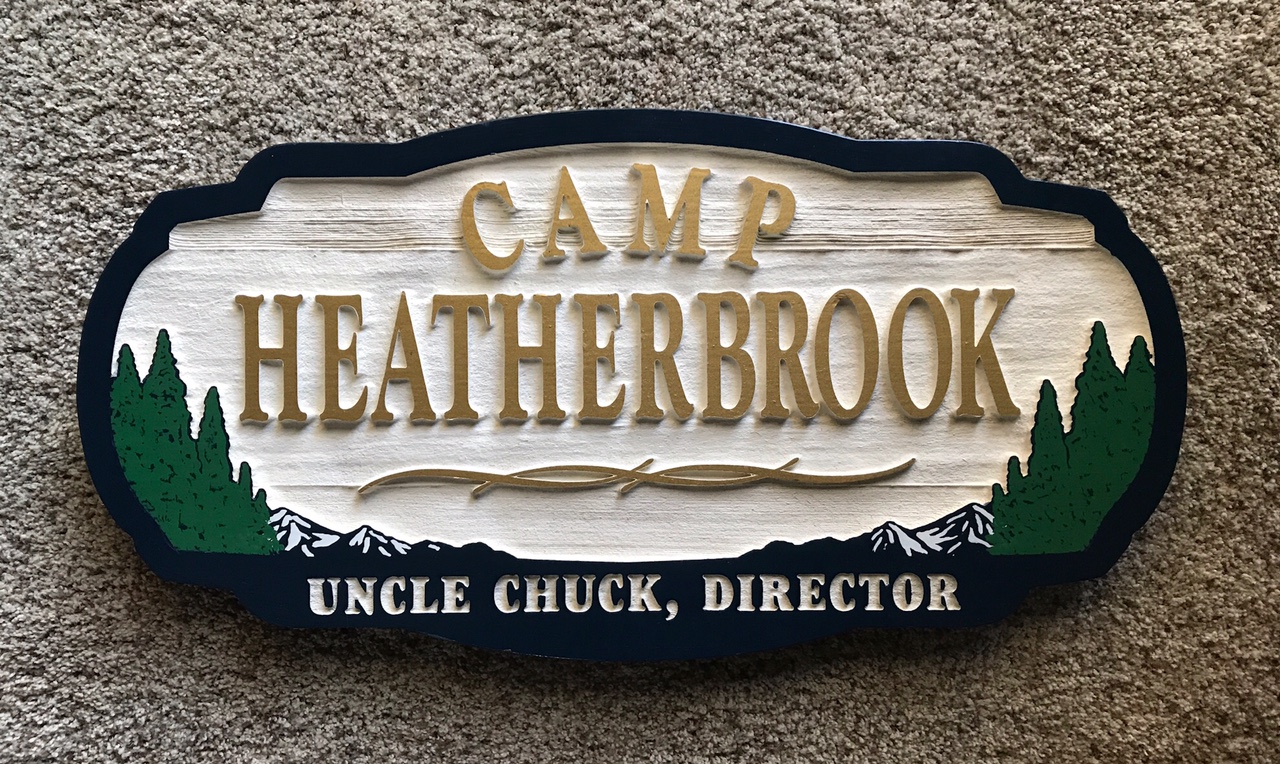 CAMP
HEATHERBROOK
UNCLE CHUCK, DIRECTOR